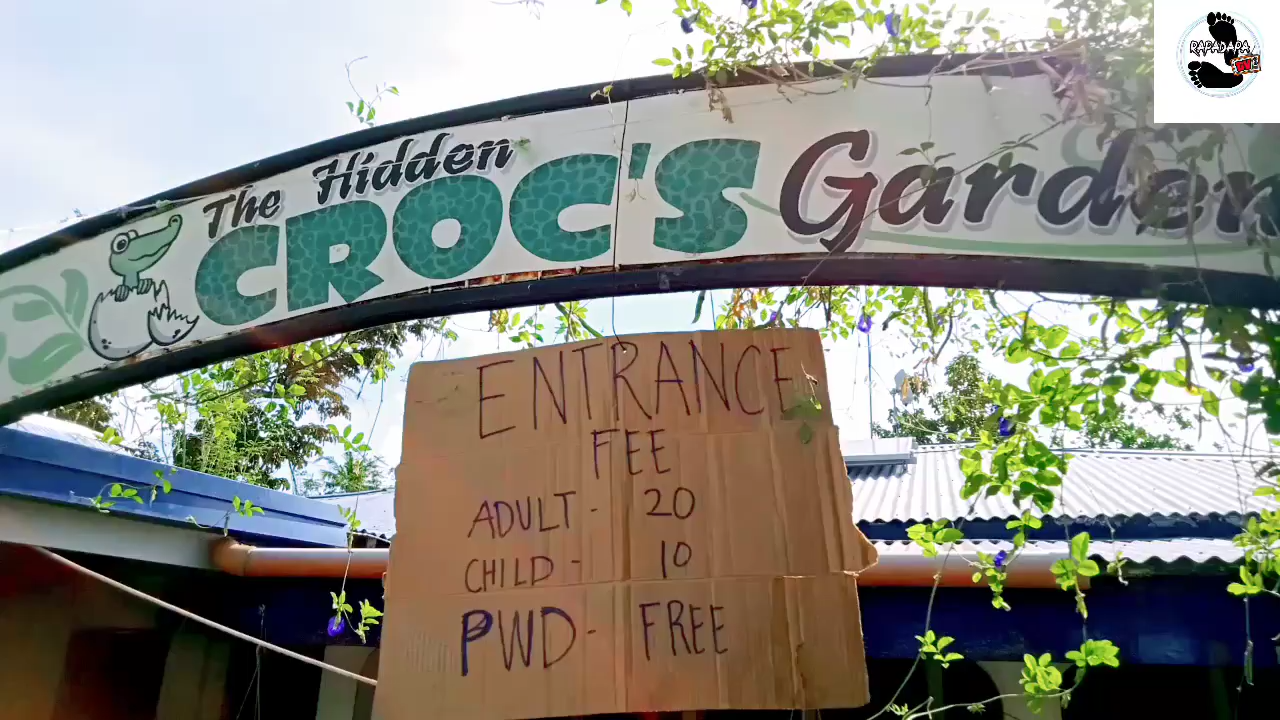 The Hidden
CROC'S Garden
ENTRANCE
FEE
ADULT - 20
CHILD - 10
PWD - FREE
RAPADAPA